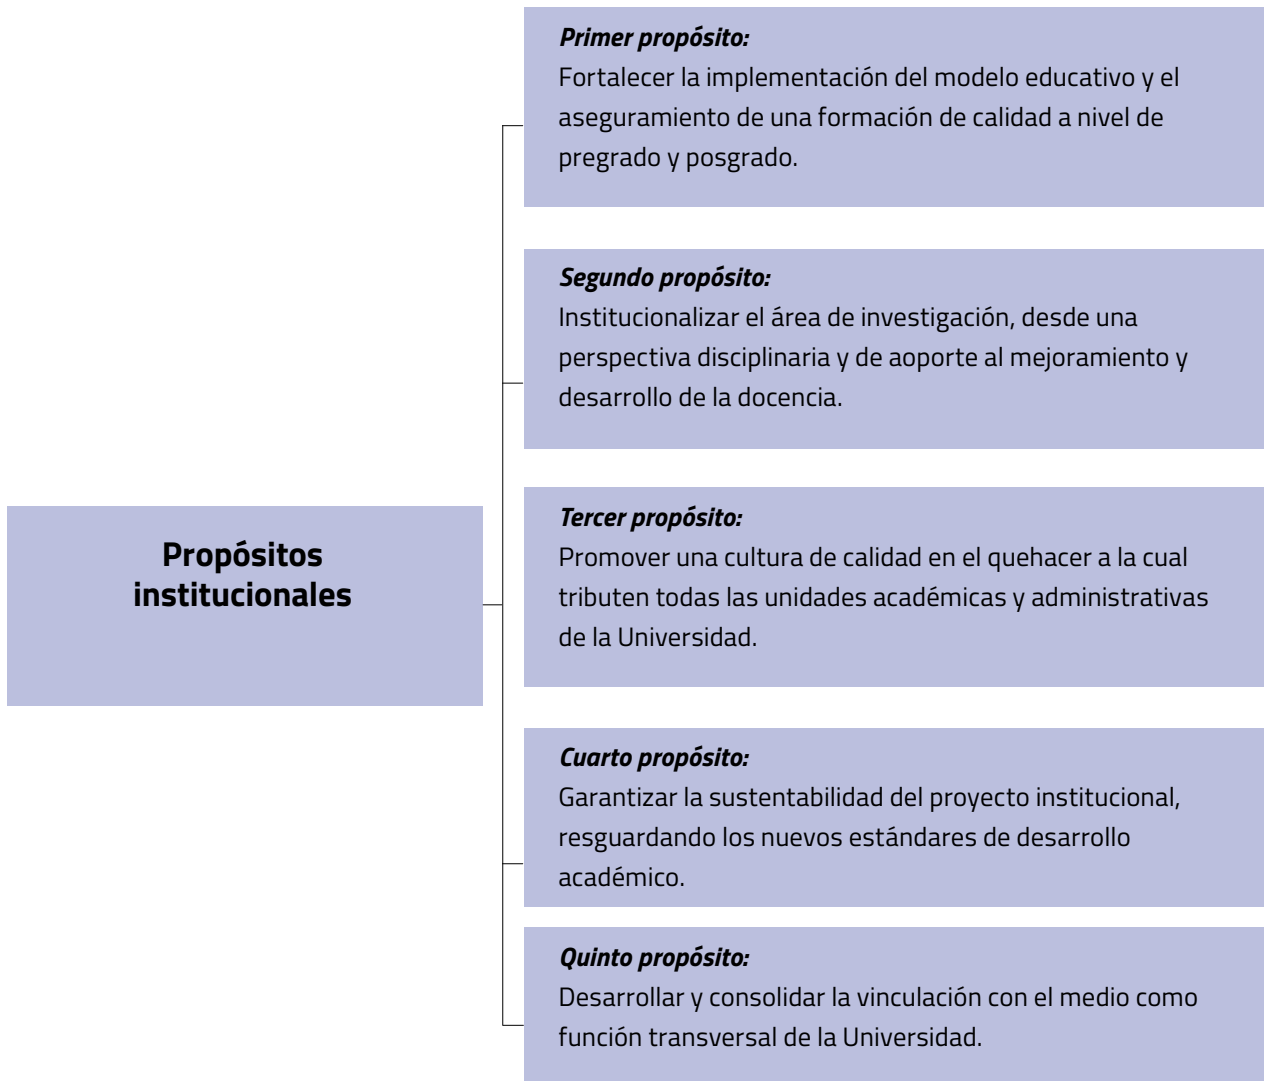 Primer propósito:
Fortalecer la implementación del modelo educativo y el
aseguramiento de una formación de calidad a nivel de
pregrado y posgrado.
Segundo propósito:
Institucionalizar el área de investigación, desde una
perspectiva disciplinaria y de aoporte al mejoramiento y
desarrollo de la docencia.
Propósitos
institucionales
Tercer propósito:
Promover una cultura de calidad en el quehacer a la cual
tributen todas las unidades académicas y administrativas
de la Universidad.
Cuarto propósito:
Garantizar la sustentabilidad del proyecto institucional,
resguardando los nuevos estándares de desarrollo
académico.
Quinto propósito:
Desarrollar y consolidar la vinculación con el medio como
función transversal de la Universidad.